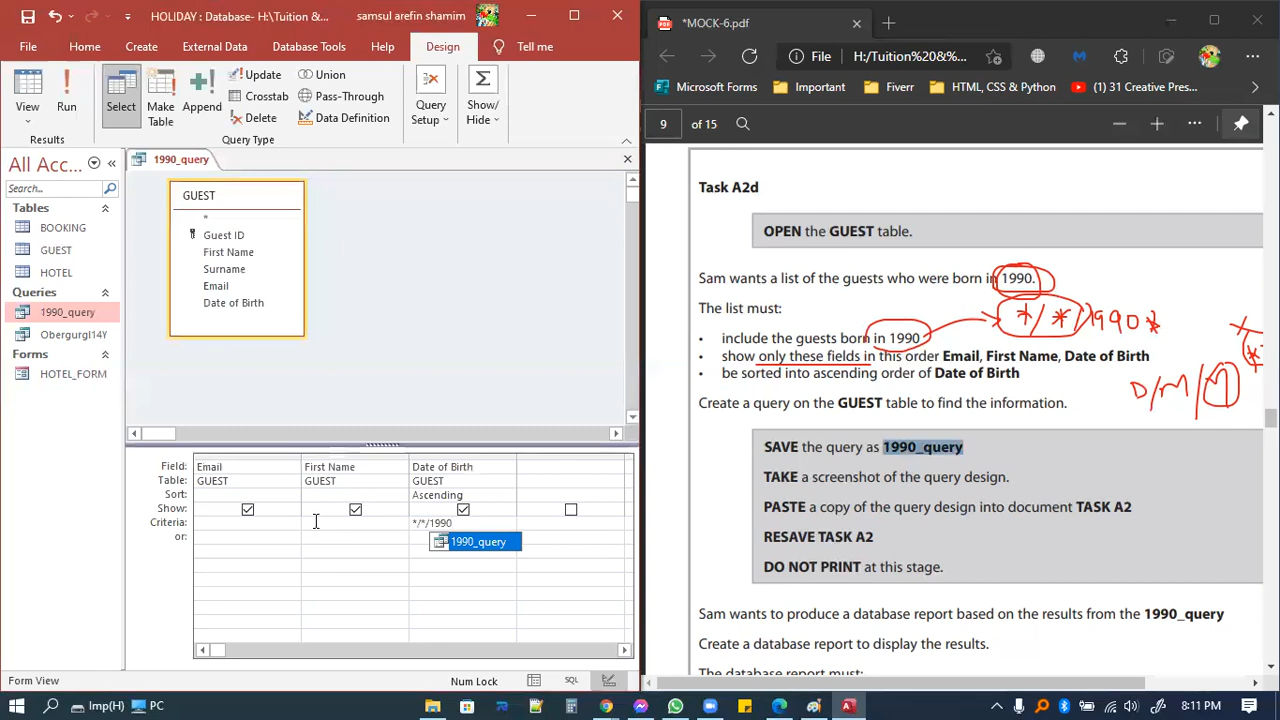 HOLIDAY : Database- H:\Tuition &...
samsul arefin shamim
File
Home
Create
External Data
Database Tools
Help
Design
Tell me
View
Run
Results
Select
Make Table
Append
Update
Crosstab
Delete
Union
Pass-Through
Data Definition
Query Type
Query Setup
Show/ Hide
All Acc...
Search...
Tables
BOOKING
GUEST
HOTEL
Queries
1990_query
Obergurgl14Y
Forms
HOTEL_FORM
1990_query
GUEST
*
Guest ID
First Name
Surname
Email
Date of Birth
Field: Email First Name Date of Birth
Table: GUEST GUEST GUEST
Sort: Ascending
Show:
Criteria: */*/1990
or:
1990_query
Form View
Num Lock
SQL
*MOCK-6.pdf
File
H:/Tuition%20&%...
Microsoft Forms
Important
Fiverr
HTML, CSS & Python
(1) 31 Creative Pres...
9 of 15
Task A2d
OPEN the GUEST table.
Sam wants a list of the guests who were born in 1990.
The list must:
*/*/1990*
• include the guests born in 1990
• show only these fields in this order Email, First Name, Date of Birth
• be sorted into ascending order of Date of Birth
Create a query on the GUEST table to find the information.
SAVE the query as 1990_query
TAKE a screenshot of the query design.
PASTE a copy of the query design into document TASK A2
RESAVE TASK A2
DO NOT PRINT at this stage.
Sam wants to produce a database report based on the results from the 1990_query
Create a database report to display the results.
The database report must:
Imp(H)
PC
8:11 PM